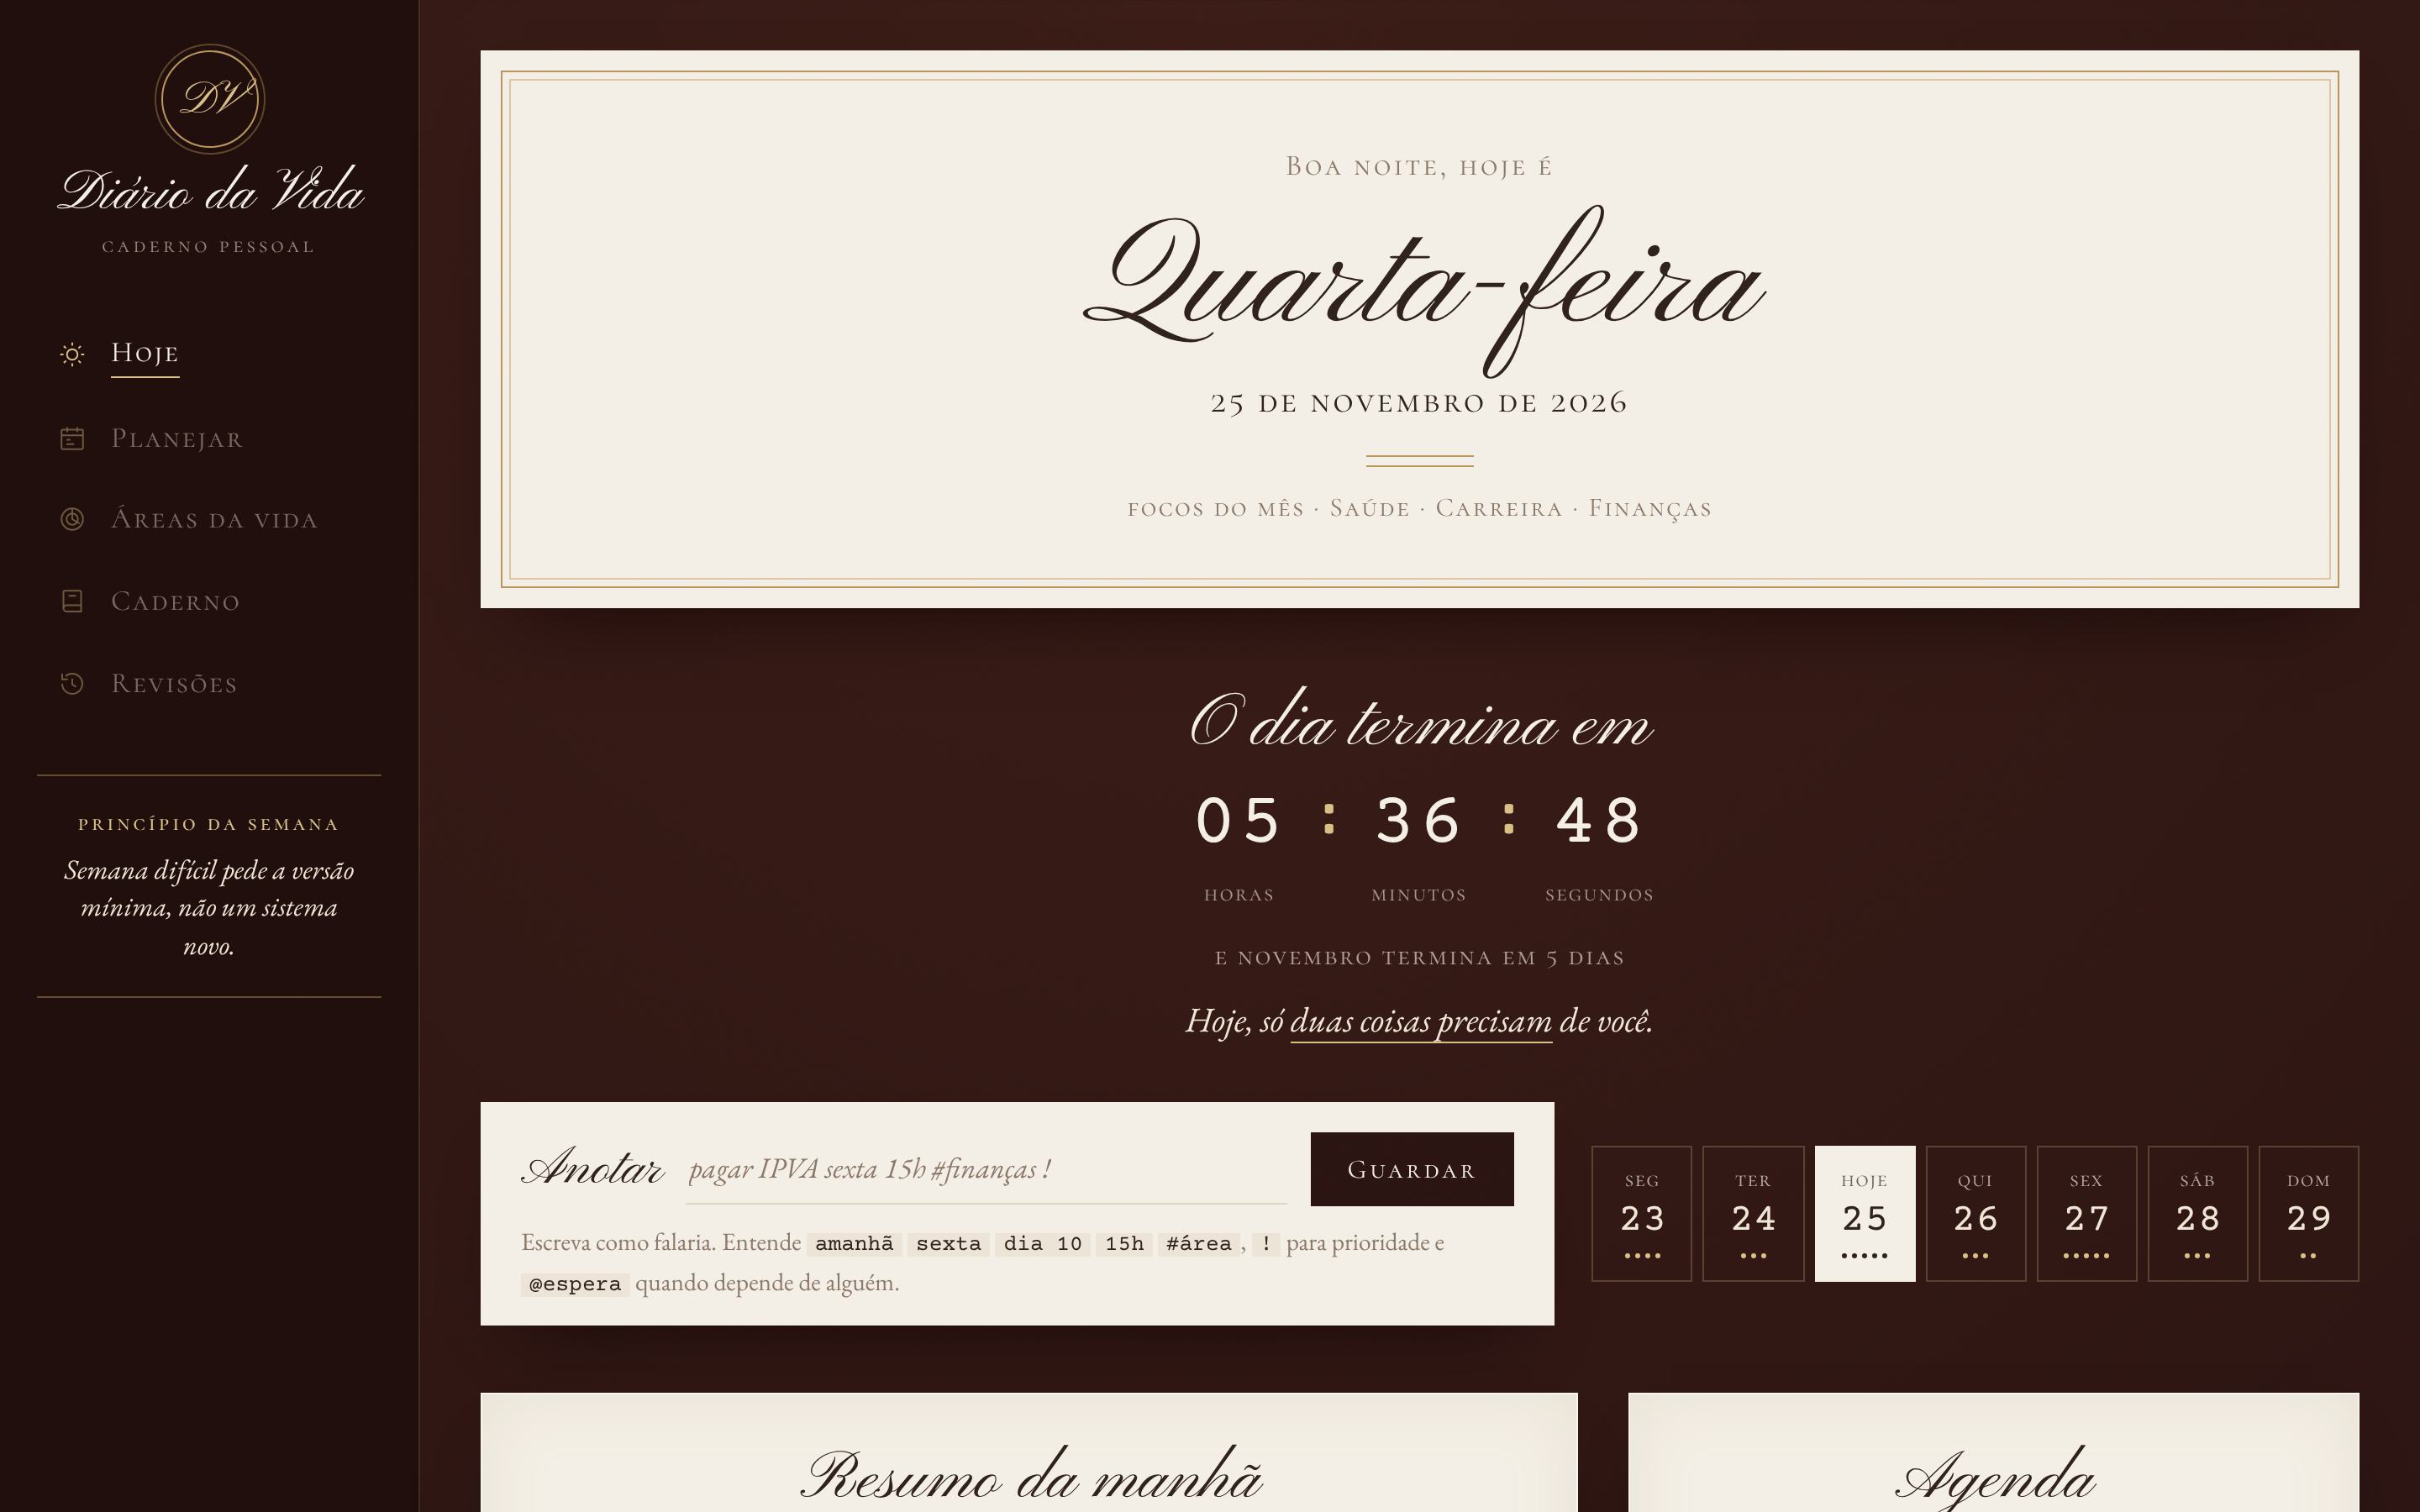 DV
Diário da Vida
CADERNO PESSOAL
Hoje
Planejar
Áreas da vida
Caderno
Revisões
PRINCÍPIO DA SEMANA
Semana difícil pede a versão
mínima, não um sistema
novo.
Boa noite, hoje é
Quarta-feira
25 de novembro de 2026
focos do mês · Saúde · Carreira · Finanças
O dia termina em
05 : 36 : 48
horas minutos segundos
e novembro termina em 5 dias
Hoje, só duas coisas precisam de você.
Anotar pagar IPVA sexta 15h #finanças ! Guardar
Escreva como falaria. Entende amanhã sexta dia 10 15h #área , ! para prioridade e
@espera quando depende de alguém.
SEG TER HOJE QUI SEX SÁB DOM
23 24 25 26 27 28 29
Resumo da manhã
Agenda